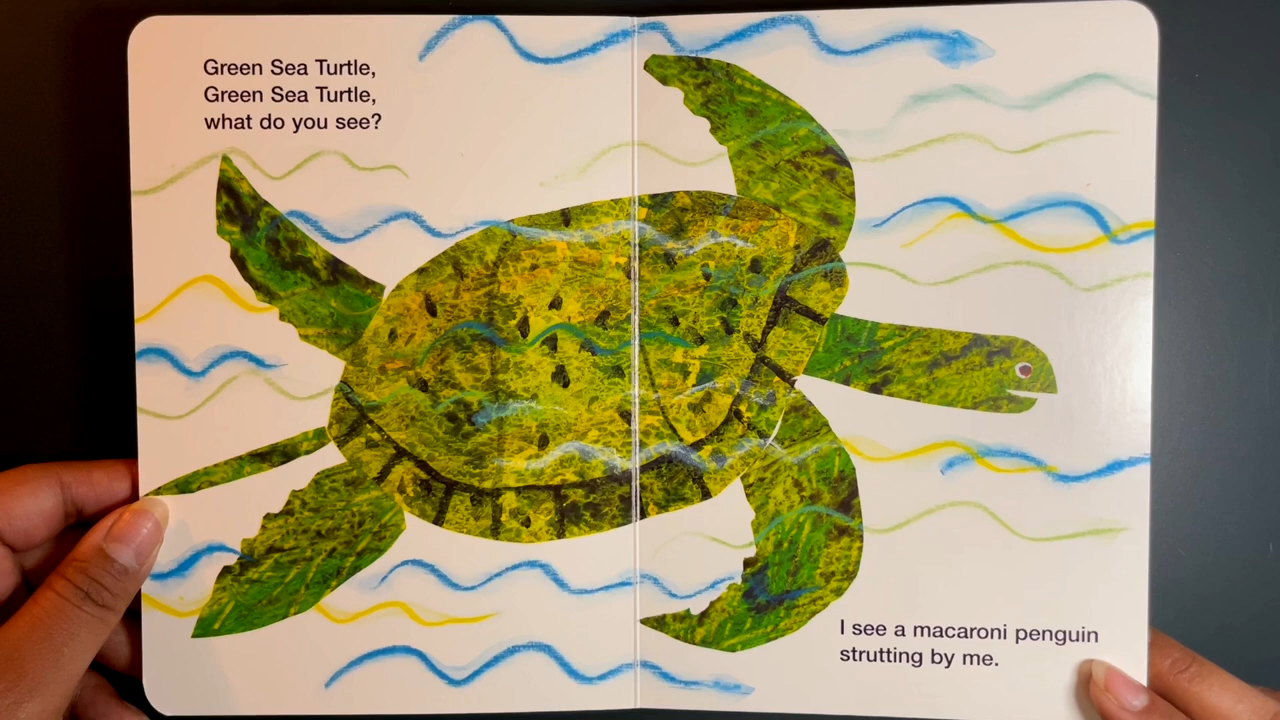 Green Sea Turtle,
Green Sea Turtle,
what do you see?
I see a macaroni penguin
strutting by me.